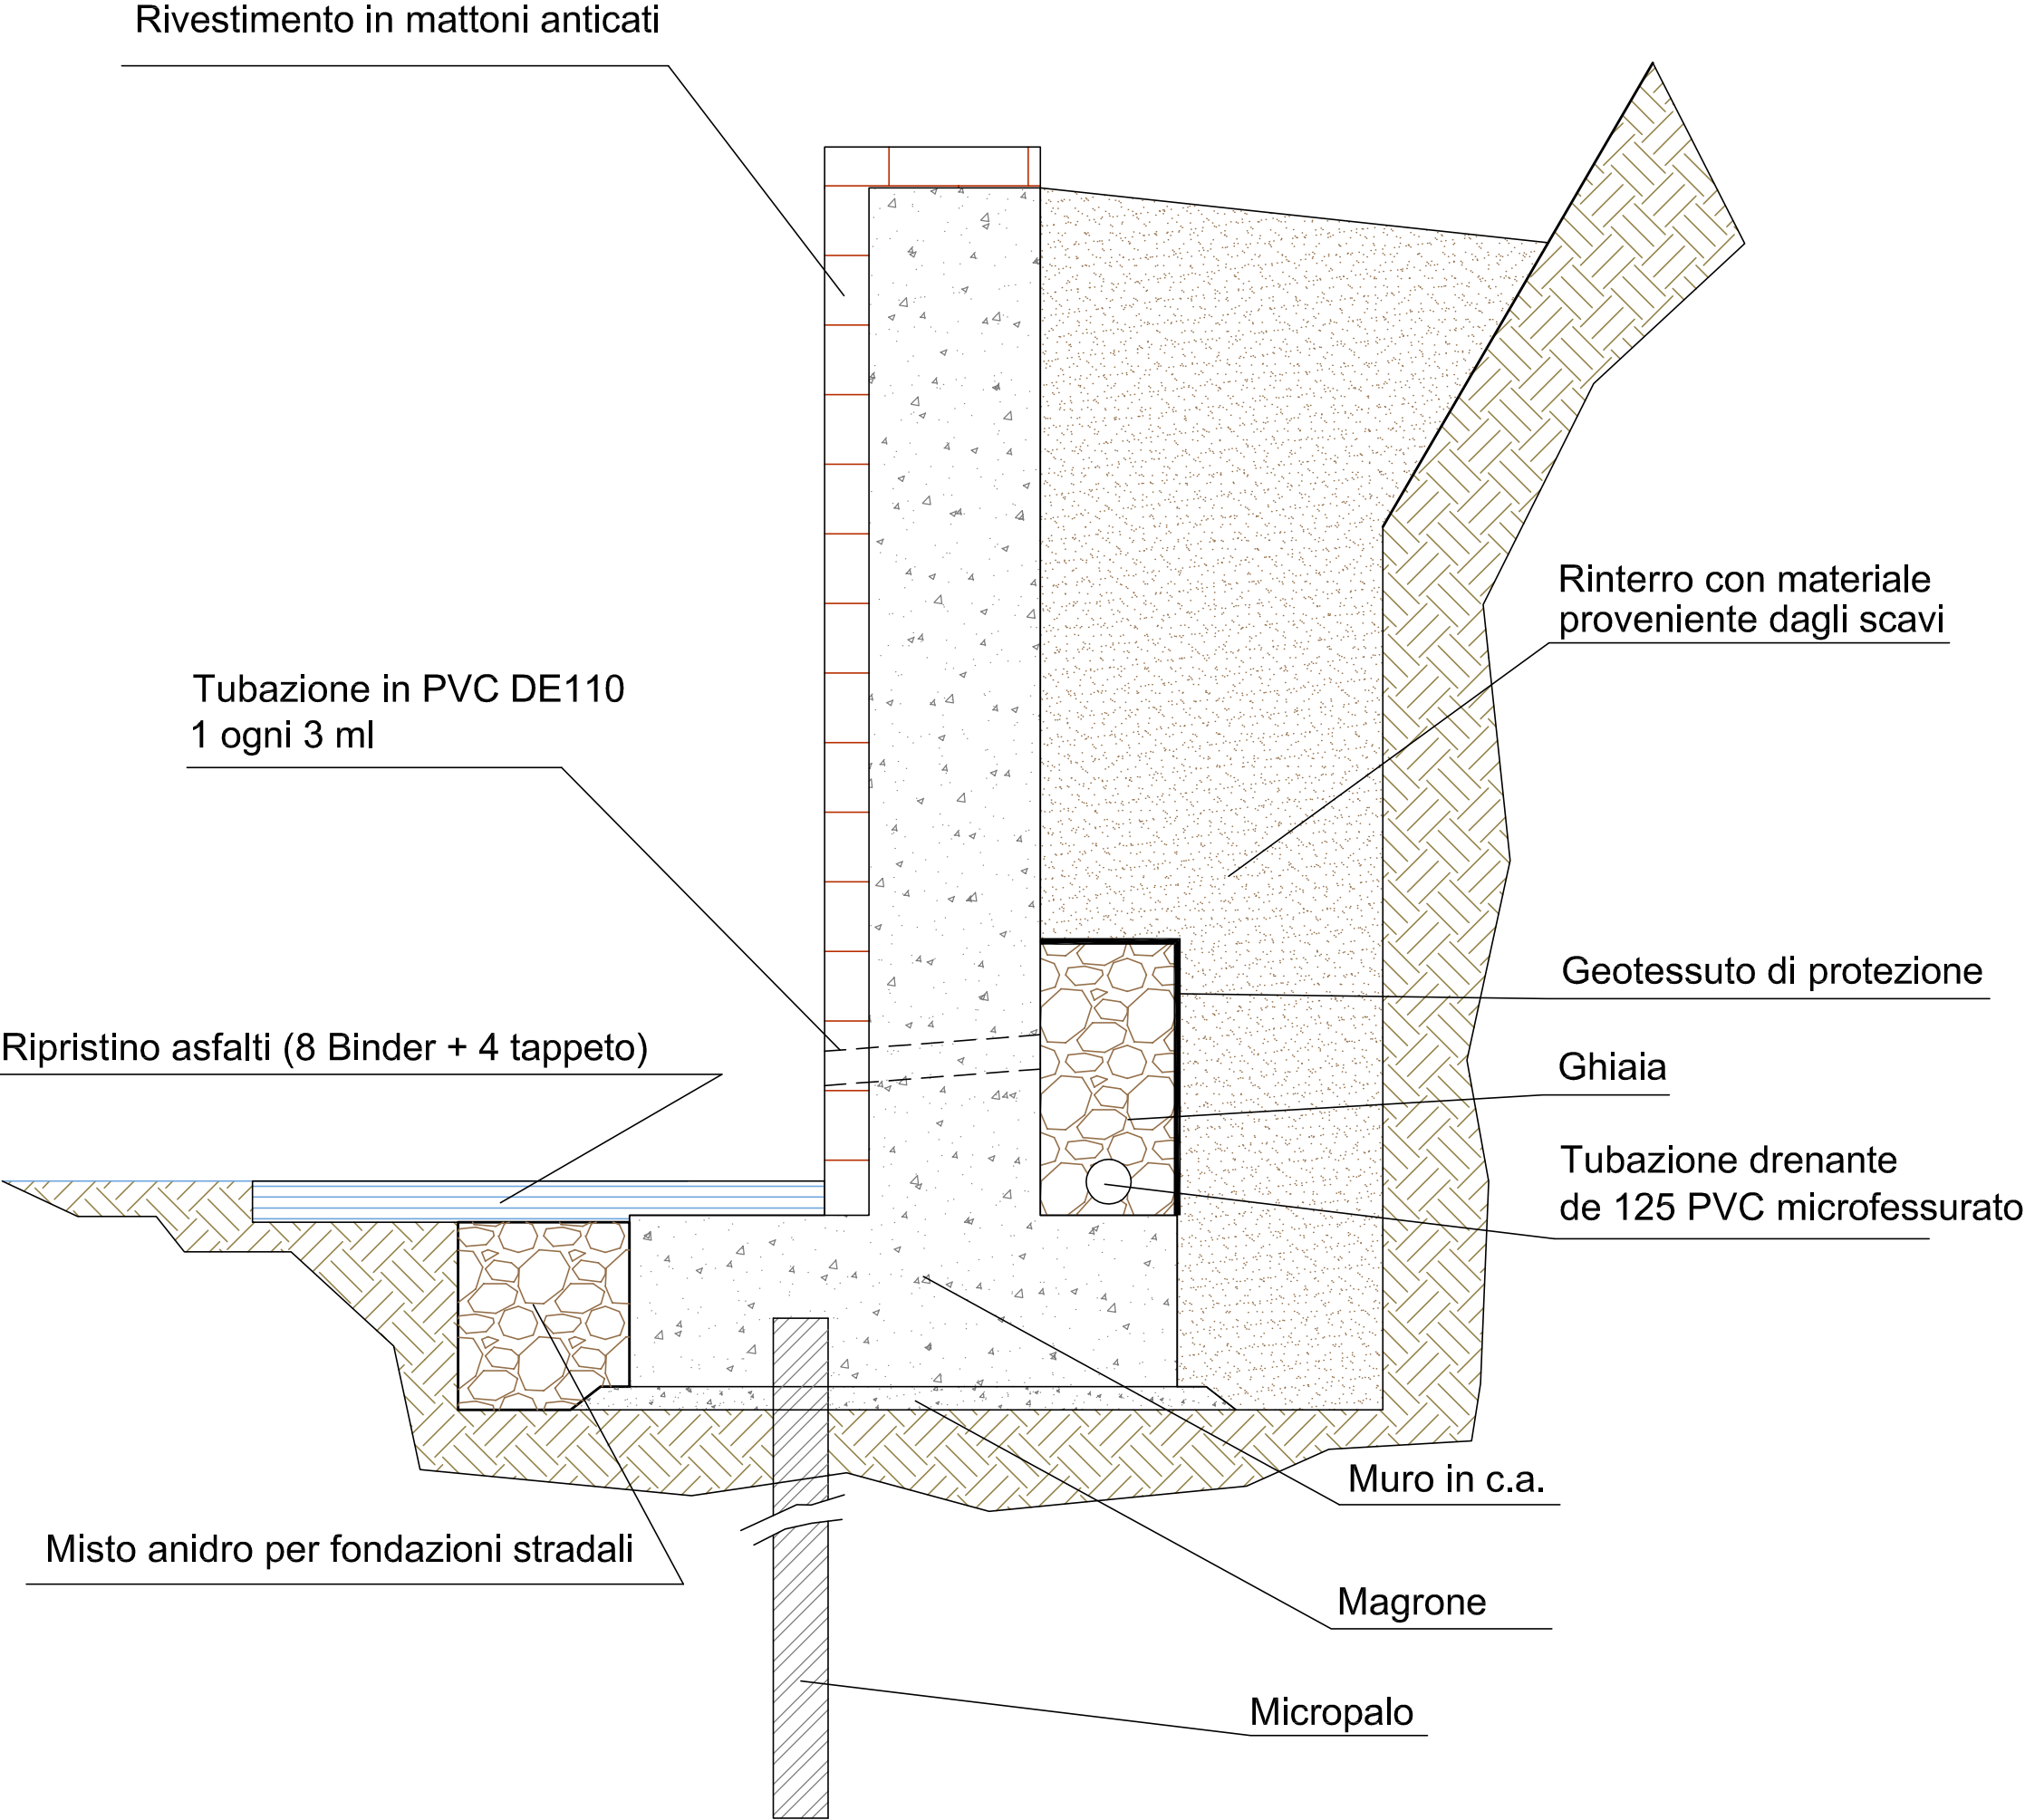 Rivestimento in mattoni anticati
Rinterro con materiale
proveniente dagli scavi
Tubazione in PVC DE110
1 ogni 3 ml
Geotessuto di protezione
Ripristino asfalti (8 Binder + 4 tappeto)
Ghiaia
Tubazione drenante
de 125 PVC microfessurato
Muro in c.a.
Misto anidro per fondazioni stradali
Magrone
Micropalo